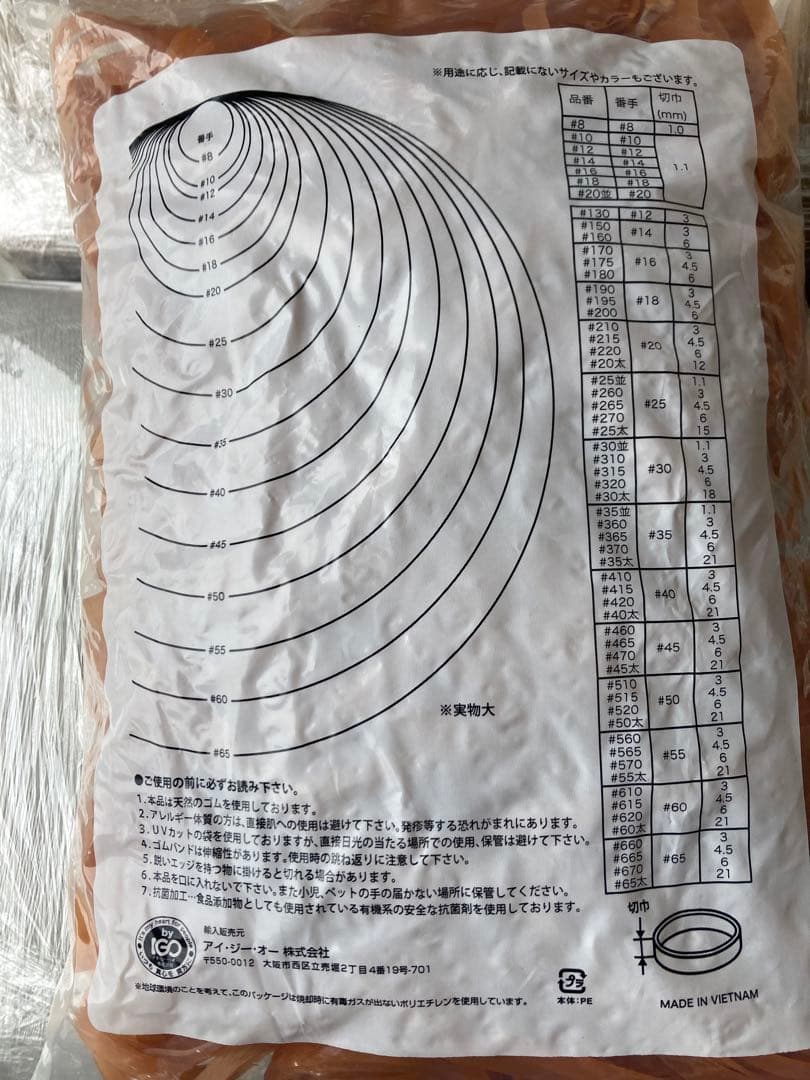 ※用途に応じ、記載にないサイズやカラーもございます。
番手
#8
#10
#12
#14
#16
#18
#20
#25
#30
#35
#40
#45
#50
#55
#60
#65
※実物大
品番 番手 切巾(mm)
#8 #8 1.0
#10 #10 1.1
#12 #12
#14 #14
#16 #16
#18 #18
#20並 #20
#130 #12 3
#150 #14 3
#160 6
#170 #16 3
#175 4.5
#180 6
#190 #18 3
#195 4.5
#200 6
#210 #20 3
#215 4.5
#220 6
#20太 12
#25並 #25 1.1
#260 3
#265 4.5
#270 6
#25太 15
#30並 #30 1.1
#310 3
#315 4.5
#320 6
#30太 18
#35並 #35 1.1
#360 3
#365 4.5
#370 6
#35太 21
#410 #40 3
#415 4.5
#420 6
#40太 21
#460 #45 3
#465 4.5
#470 6
#45太 21
#510 #50 3
#515 4.5
#520 6
#50太 21
#560 #55 3
#565 4.5
#570 6
#55太 21
#610 #60 3
#615 4.5
#620 6
#60太 21
#660 #65 3
#665 4.5
#670 6
#65太 21
●ご使用の前に必ずお読み下さい。
1.本品は天然のゴムを使用しております。
2.アレルギー体質の方は、直接肌への使用は避けて下さい。発疹等する恐れがまれにあります。
3.UVカットの袋を使用しておりますが、直接日光の当たる場所での使用、保管は避けて下さい。
4.ゴムバンドは伸縮性があります。使用時の跳ね返りに注意して下さい。
5.鋭いエッジを持つ物に掛けると切れる場合があります。
6.本品を口に入れないで下さい。また小児、ペットの手の届かない場所に保管してください。
7.抗菌加工…食品添加物としても使用されている有機系の安全な抗菌剤を使用しております。
by
IGO
輸入販売元
アイ・ジー・オー 株式会社
〒550-0012 大阪市西区立売堀2丁目4番19号-701
※地球環境のことを考えて、このパッケージは焼却時に有毒ガスが出ないポリエチレンを使用しています。
プラ
本体:PE
切巾
MADE IN VIETNAM